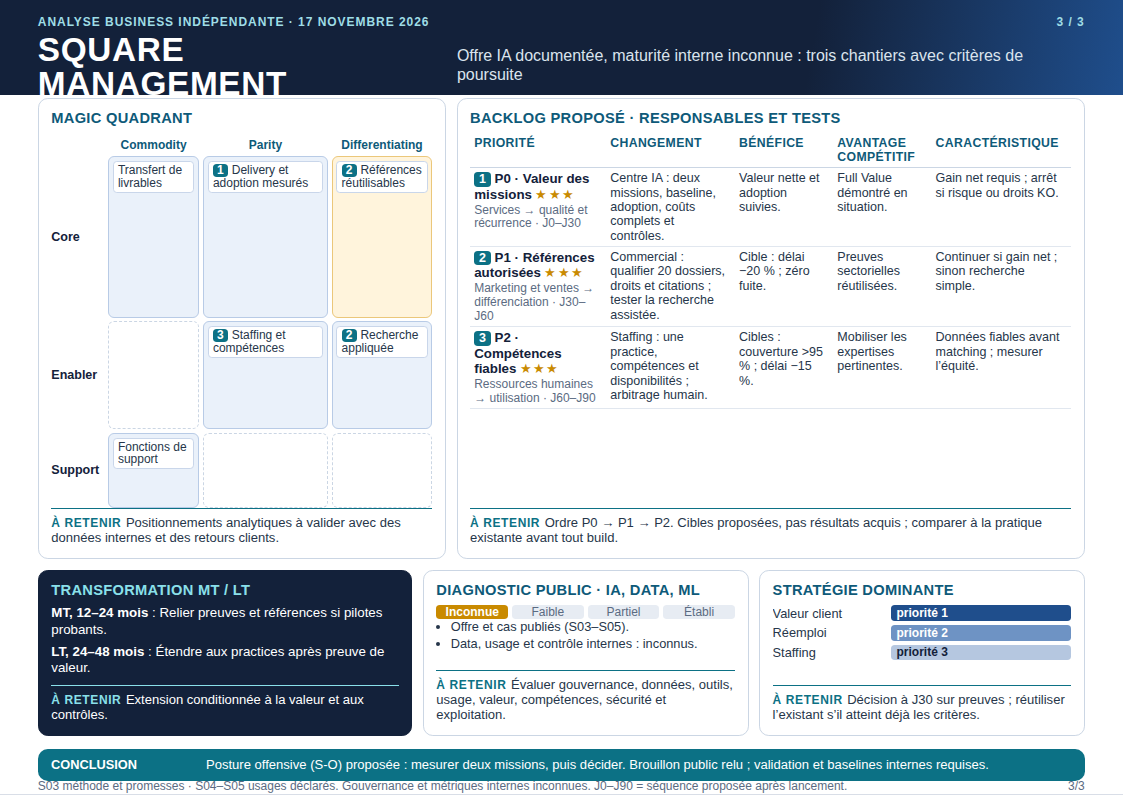 ANALYSE BUSINESS INDÉPENDANTE · 17 NOVEMBRE 2026
3 / 3
SQUARE
MANAGEMENT
Offre IA documentée, maturité interne inconnue : trois chantiers avec critères de
poursuite
MAGIC QUADRANT
Commodity Parity Differentiating
Core
Transfert de
livrables
1 Delivery et
adoption mesurés
2 Références
réutilisables
Enabler
3 Staffing et
compétences
2 Recherche
appliquée
Support
Fonctions de
support
À RETENIR Positionnements analytiques à valider avec des
données internes et des retours clients.
BACKLOG PROPOSÉ · RESPONSABLES ET TESTS
PRIORITÉ
CHANGEMENT
BÉNÉFICE
AVANTAGE
COMPÉTITIF
CARACTÉRISTIQUE
1 P0 · Valeur des
missions ★★★
Services → qualité et
récurrence · J0–J30
Centre IA : deux
missions, baseline,
adoption, coûts
complets et
contrôles.
Valeur nette et
adoption
suivies.
Full Value
démontré en
situation.
Gain net requis ; arrêt
si risque ou droits KO.
2 P1 · Références
autorisées ★★★
Marketing et ventes →
différenciation · J30–
J60
Commercial :
qualifier 20 dossiers,
droits et citations ;
tester la recherche
assistée.
Cible : délai
−20 % ; zéro
fuite.
Preuves
sectorielles
réutilisées.
Continuer si gain net ;
sinon recherche
simple.
3 P2 ·
Compétences
fiables ★★★
Ressources humaines
→ utilisation · J60–J90
Staffing : une
practice,
compétences et
disponibilités ;
arbitrage humain.
Cibles :
couverture >95
% ; délai −15
%.
Mobiliser les
expertises
pertinentes.
Données fiables avant
matching ; mesurer
l’équité.
À RETENIR Ordre P0 → P1 → P2. Cibles proposées, pas résultats acquis ; comparer à la pratique
existante avant tout build.
TRANSFORMATION MT / LT
MT, 12–24 mois : Relier preuves et références si pilotes
probants.
LT, 24–48 mois : Étendre aux practices après preuve de
valeur.
À RETENIR Extension conditionnée à la valeur et aux
contrôles.
DIAGNOSTIC PUBLIC · IA, DATA, ML
Inconnue Faible Partiel Établi
• Offre et cas publiés (S03–S05).
• Data, usage et contrôle internes : inconnus.
À RETENIR Évaluer gouvernance, données, outils,
usage, valeur, compétences, sécurité et
exploitation.
STRATÉGIE DOMINANTE
Valeur client priorité 1
Réemploi priorité 2
Staffing priorité 3
À RETENIR Décision à J30 sur preuves ; réutiliser
l’existant s’il atteint déjà les critères.
CONCLUSION Posture offensive (S-O) proposée : mesurer deux missions, puis décider. Brouillon public relu ; validation et baselines internes requises.
S03 méthode et promesses · S04–S05 usages déclarés. Gouvernance et métriques internes inconnues. J0–J90 = séquence proposée après lancement.
3/3